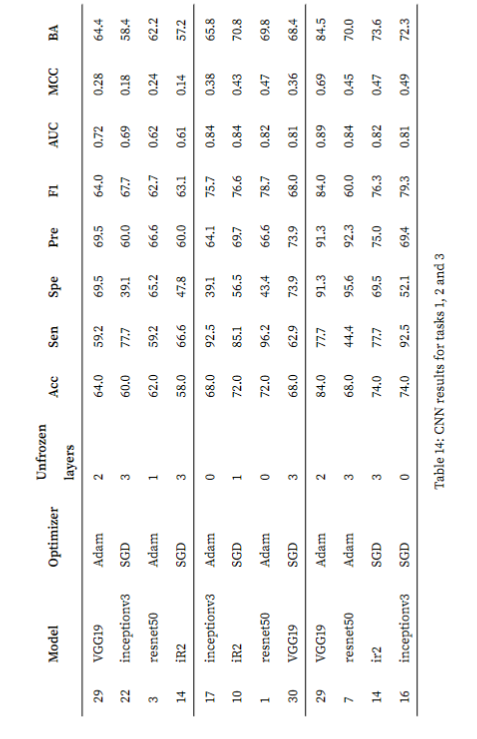 Model Optimizer Unfrozen layers Acc Sen Spe Pre F1 AUC MCC BA
29 VGG19 Adam 2 64.0 59.2 69.5 69.5 64.0 0.72 0.28 64.4
22 inceptionv3 SGD 3 60.0 77.7 39.1 60.0 67.7 0.69 0.18 58.4
3 resnet50 Adam 1 62.0 59.2 65.2 66.6 62.7 0.62 0.24 62.2
14 iR2 SGD 3 58.0 66.6 47.8 60.0 63.1 0.61 0.14 57.2
17 inceptionv3 Adam 0 68.0 92.5 39.1 64.1 75.7 0.84 0.38 65.8
10 iR2 SGD 1 72.0 85.1 56.5 69.7 76.6 0.84 0.43 70.8
1 resnet50 Adam 0 72.0 96.2 43.4 66.6 78.7 0.82 0.47 69.8
30 VGG19 SGD 3 68.0 62.9 73.9 73.9 68.0 0.81 0.36 68.4
29 VGG19 Adam 2 84.0 77.7 91.3 91.3 84.0 0.89 0.69 84.5
7 resnet50 Adam 3 68.0 44.4 95.6 92.3 60.0 0.84 0.45 70.0
14 ir2 SGD 3 74.0 77.7 69.5 75.0 76.3 0.82 0.47 73.6
16 inceptionv3 SGD 0 74.0 92.5 52.1 69.4 79.3 0.81 0.49 72.3
Table 14: CNN results for tasks 1, 2 and 3